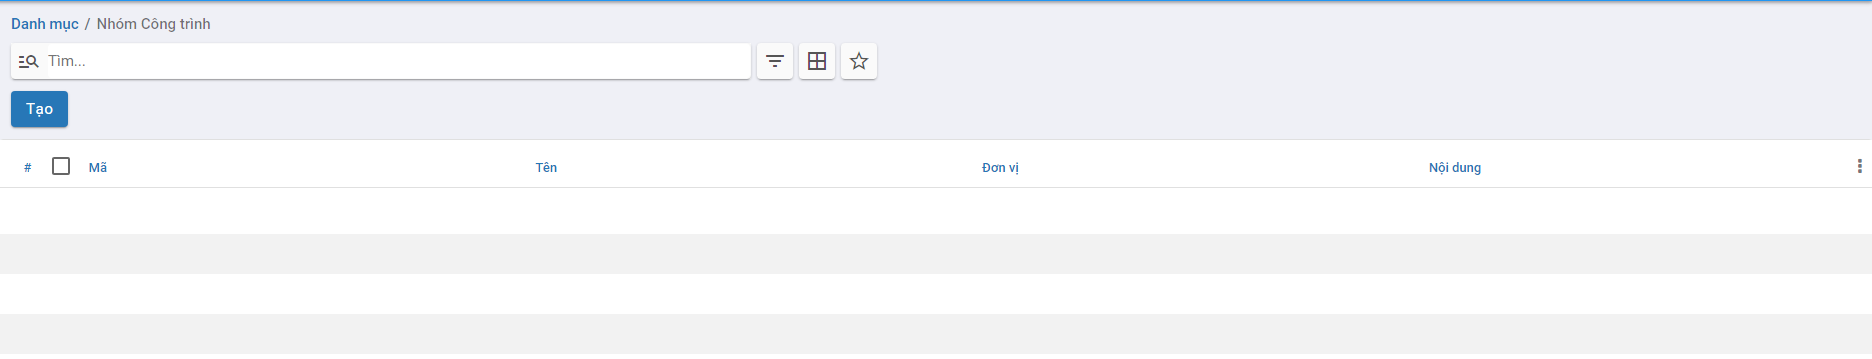 Danh mục / Nhóm Công trình
Tìm...
Tạo
# Mã Tên Đơn vị Nội dung